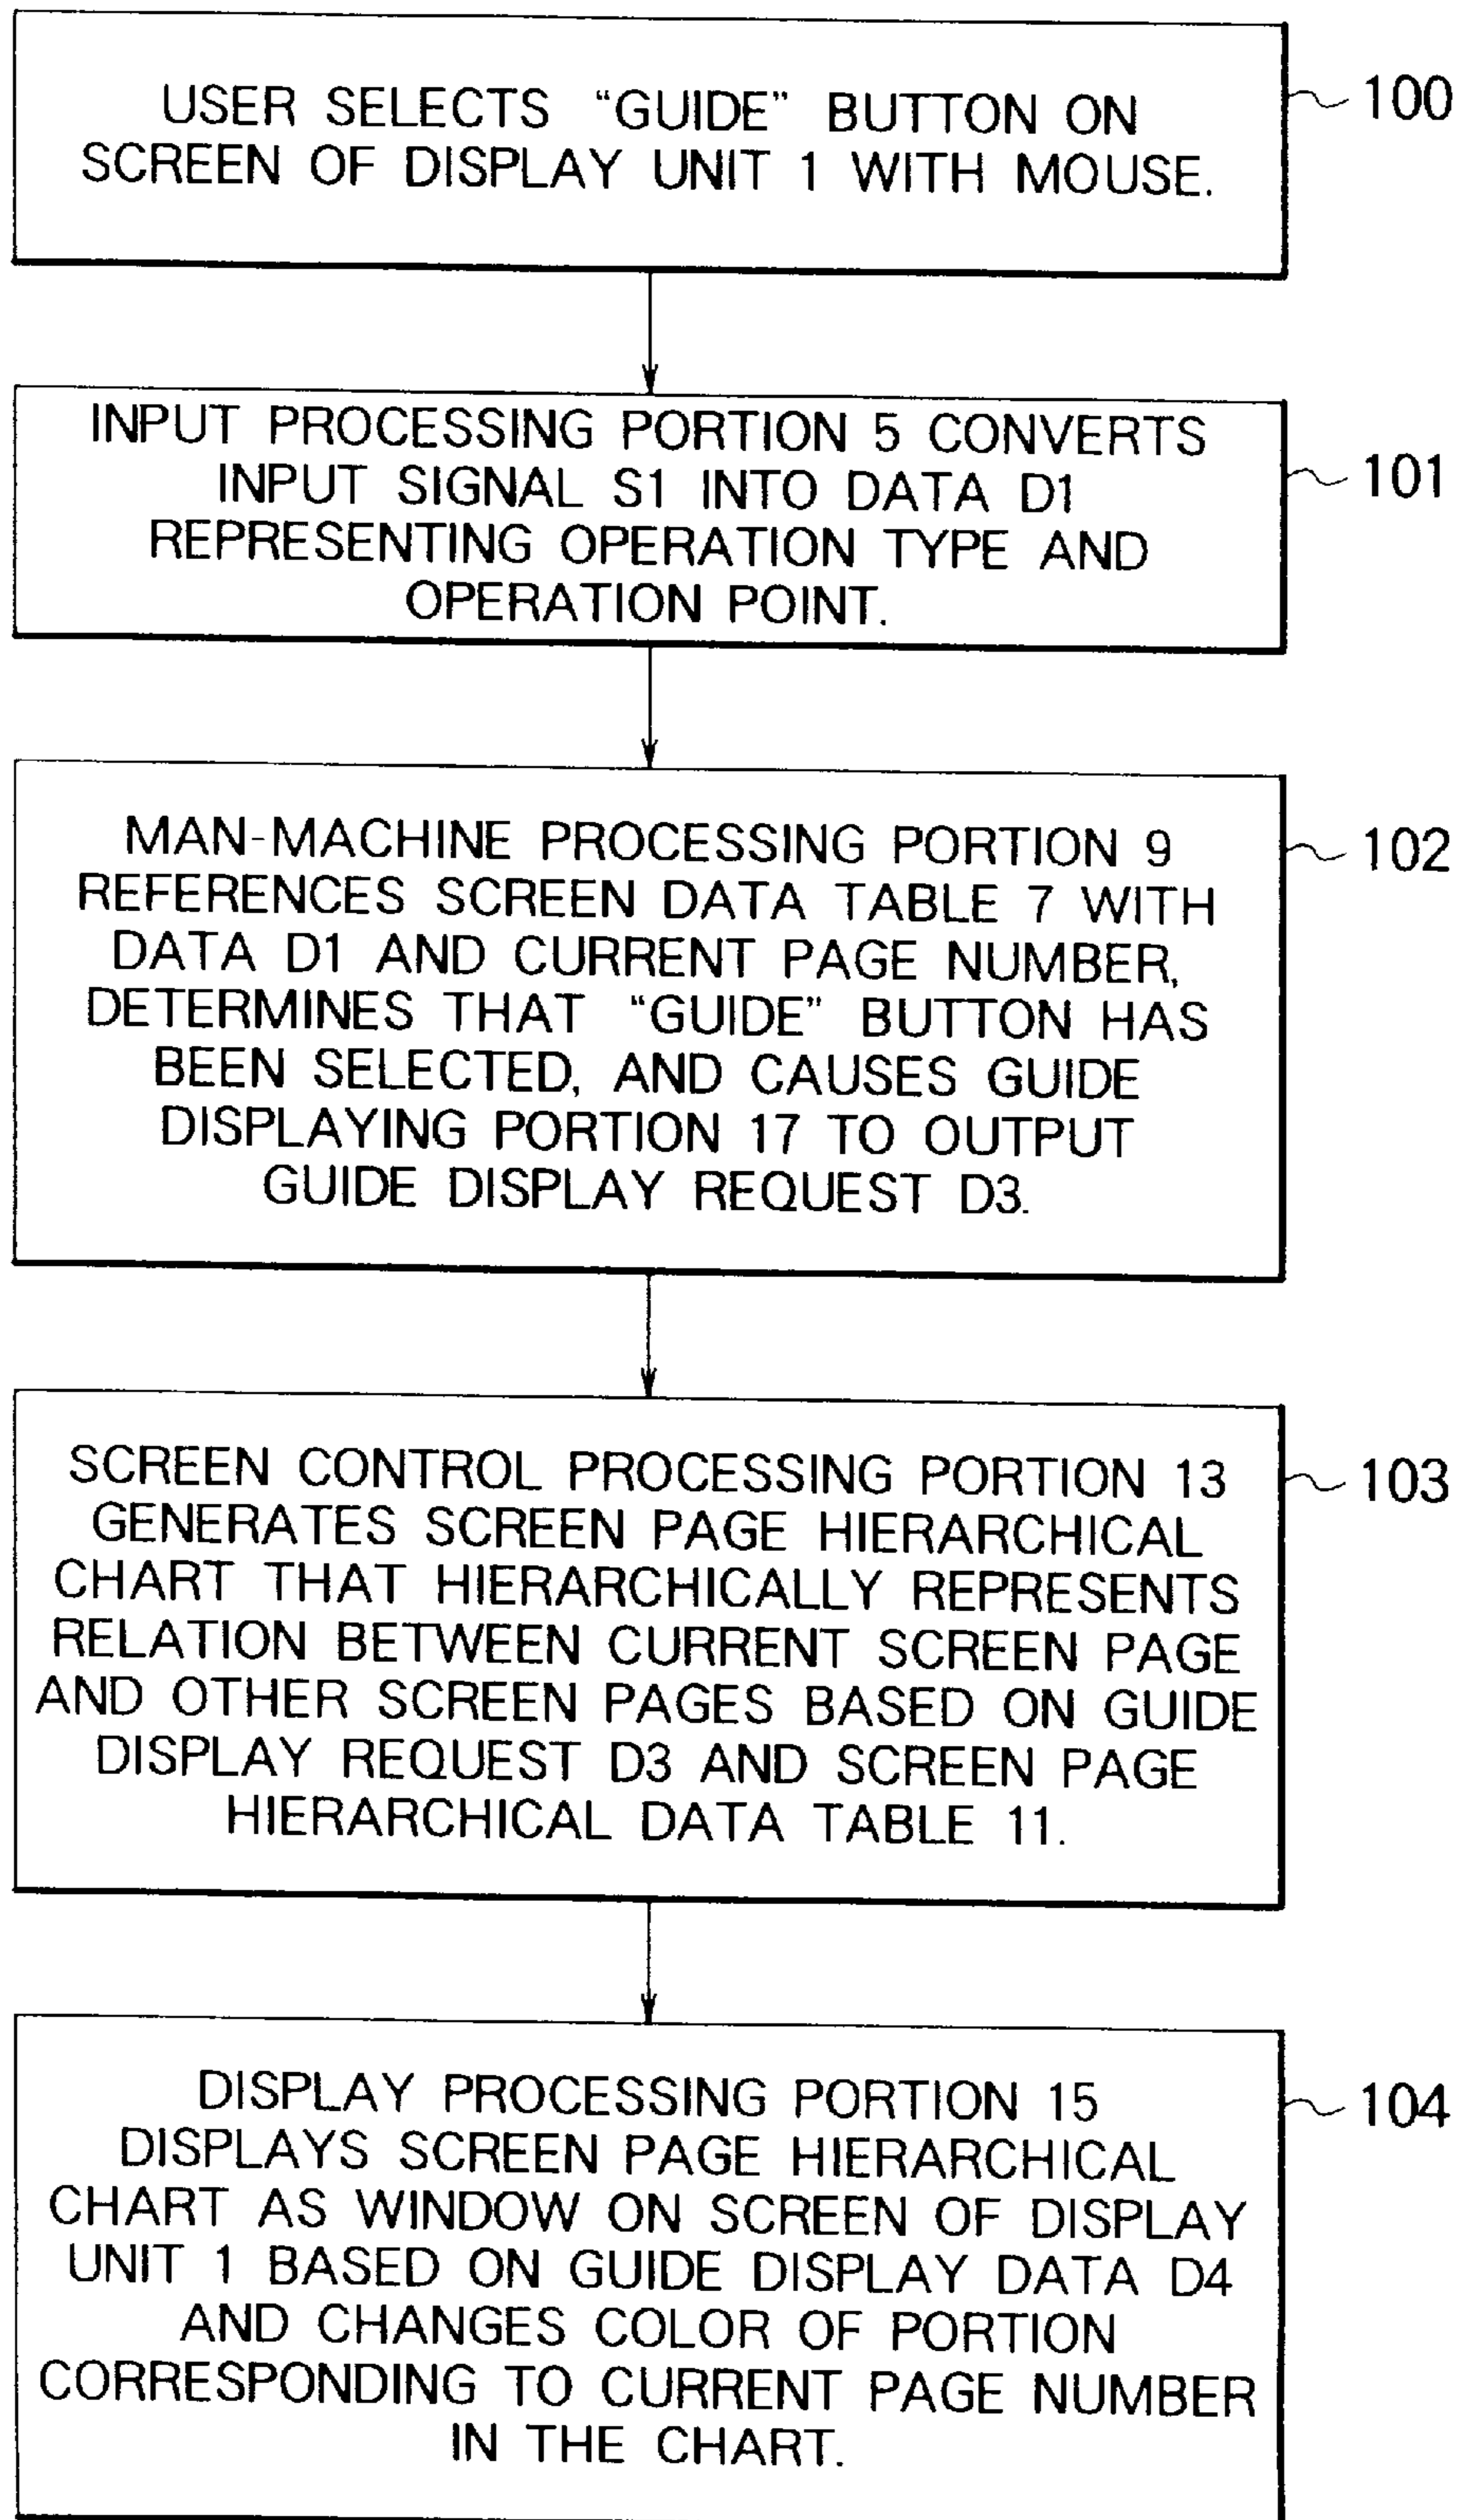 USER SELECTS “GUIDE” BUTTON ON
SCREEN OF DISPLAY UNIT 1 WITH MOUSE.
100
INPUT PROCESSING PORTION 5 CONVERTS
INPUT SIGNAL S1 INTO DATA D1
REPRESENTING OPERATION TYPE AND
OPERATION POINT.
101
MAN-MACHINE PROCESSING PORTION 9
REFERENCES SCREEN DATA TABLE 7 WITH
DATA D1 AND CURRENT PAGE NUMBER,
DETERMINES THAT “GUIDE” BUTTON HAS
BEEN SELECTED, AND CAUSES GUIDE
DISPLAYING PORTION 17 TO OUTPUT
GUIDE DISPLAY REQUEST D3.
102
SCREEN CONTROL PROCESSING PORTION 13
GENERATES SCREEN PAGE HIERARCHICAL
CHART THAT HIERARCHICALLY REPRESENTS
RELATION BETWEEN CURRENT SCREEN PAGE
AND OTHER SCREEN PAGES BASED ON GUIDE
DISPLAY REQUEST D3 AND SCREEN PAGE
HIERARCHICAL DATA TABLE 11.
103
DISPLAY PROCESSING PORTION 15
DISPLAYS SCREEN PAGE HIERARCHICAL
CHART AS WINDOW ON SCREEN OF DISPLAY
UNIT 1 BASED ON GUIDE DISPLAY DATA D4
AND CHANGES COLOR OF PORTION
CORRESPONDING TO CURRENT PAGE NUMBER
IN THE CHART.
104